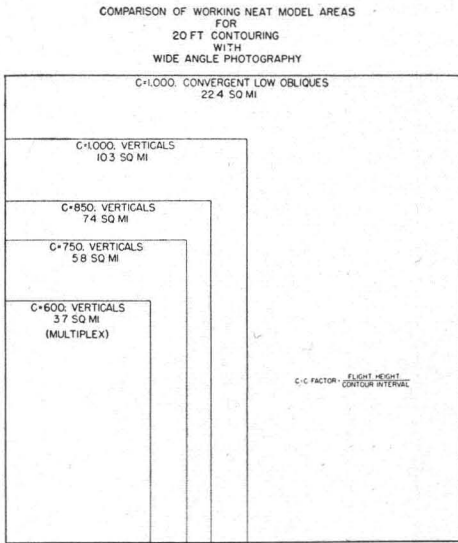 COMPARISON OF WORKING NEAT MODEL AREAS
FOR
20 FT CONTOURING
WITH
WIDE ANGLE PHOTOGRAPHY
C=1,000, CONVERGENT LOW OBLIQUES
22.4 SQ MI
C=1,000, VERTICALS
10.3 SQ MI
C=850, VERTICALS
7.4 SQ MI
C=750, VERTICALS
5.8 SQ MI
C=600, VERTICALS
3.7 SQ MI
(MULTIPLEX)
C=C FACTOR= FLIGHT HEIGHT
CONTOUR INTERVAL